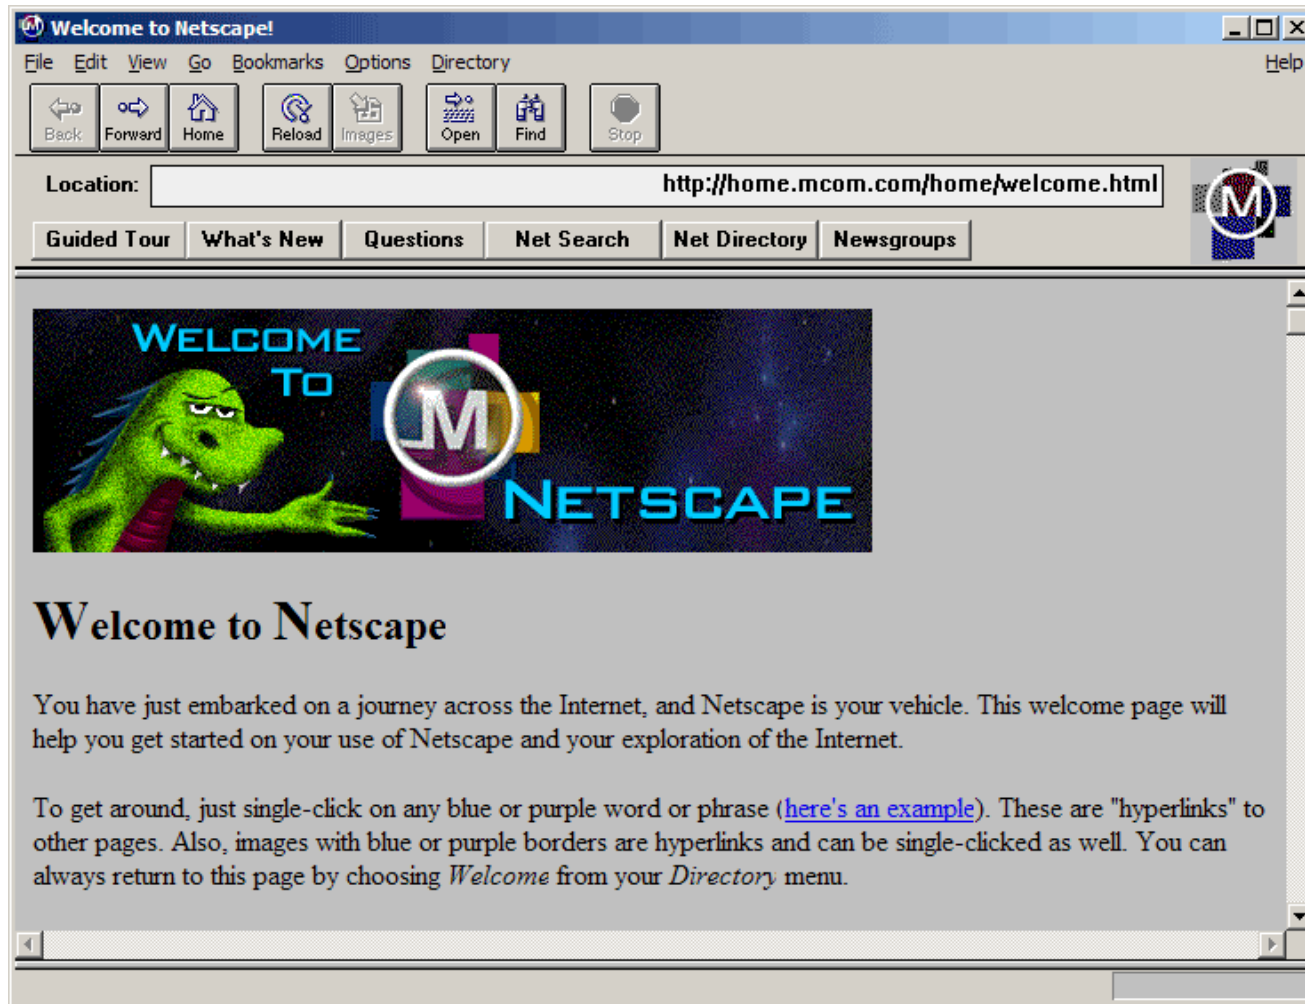 Welcome to Netscape!
File Edit View Go Bookmarks Options Directory Help
Back Forward Home Reload Images Open Find Stop
Location: http://home.mcom.com/home/welcome.html
M
Guided Tour What's New Questions Net Search Net Directory Newsgroups
WELCOME
TO
M
NETSCAPE
Welcome to Netscape
You have just embarked on a journey across the Internet, and Netscape is your vehicle. This welcome page will
help you get started on your use of Netscape and your exploration of the Internet.
To get around, just single-click on any blue or purple word or phrase (here's an example). These are "hyperlinks" to
other pages. Also, images with blue or purple borders are hyperlinks and can be single-clicked as well. You can
always return to this page by choosing Welcome from your Directory menu.